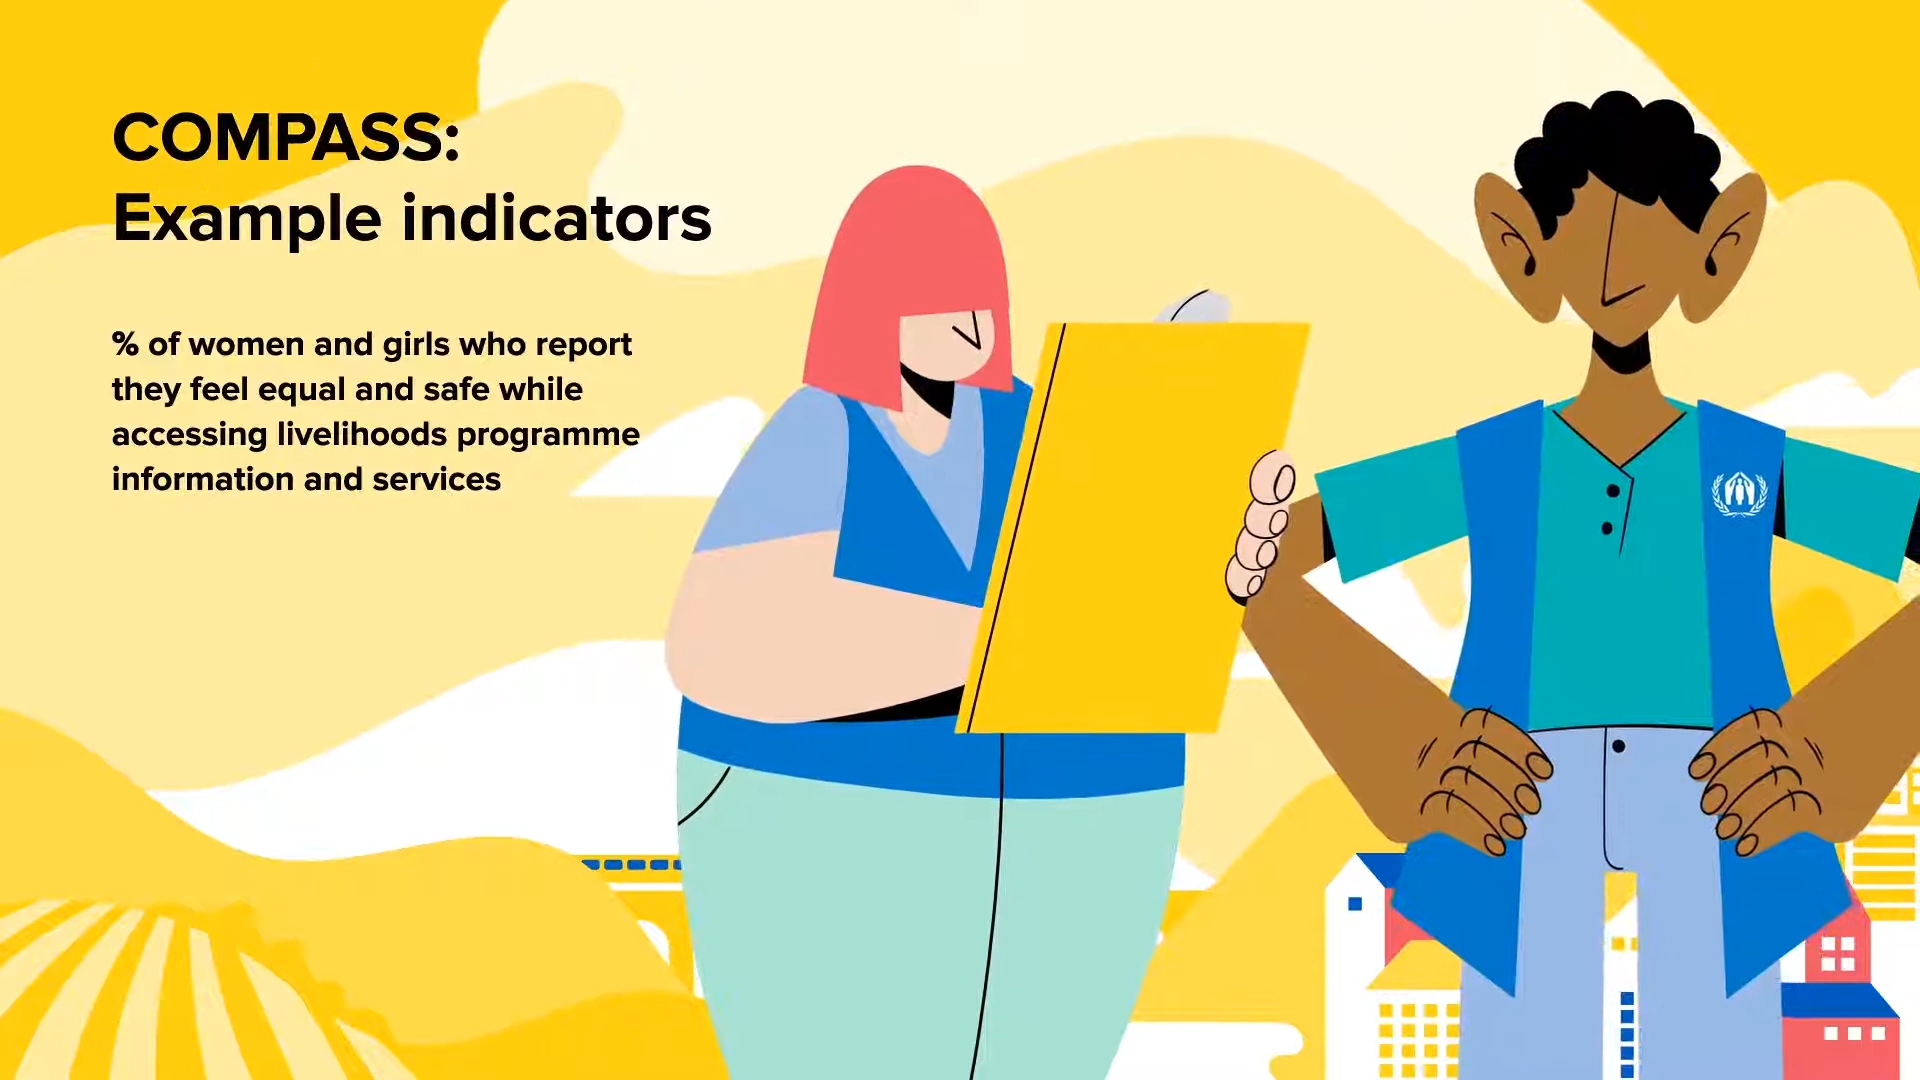 COMPASS:
Example indicators
% of women and girls who report
they feel equal and safe while
accessing livelihoods programme
information and services